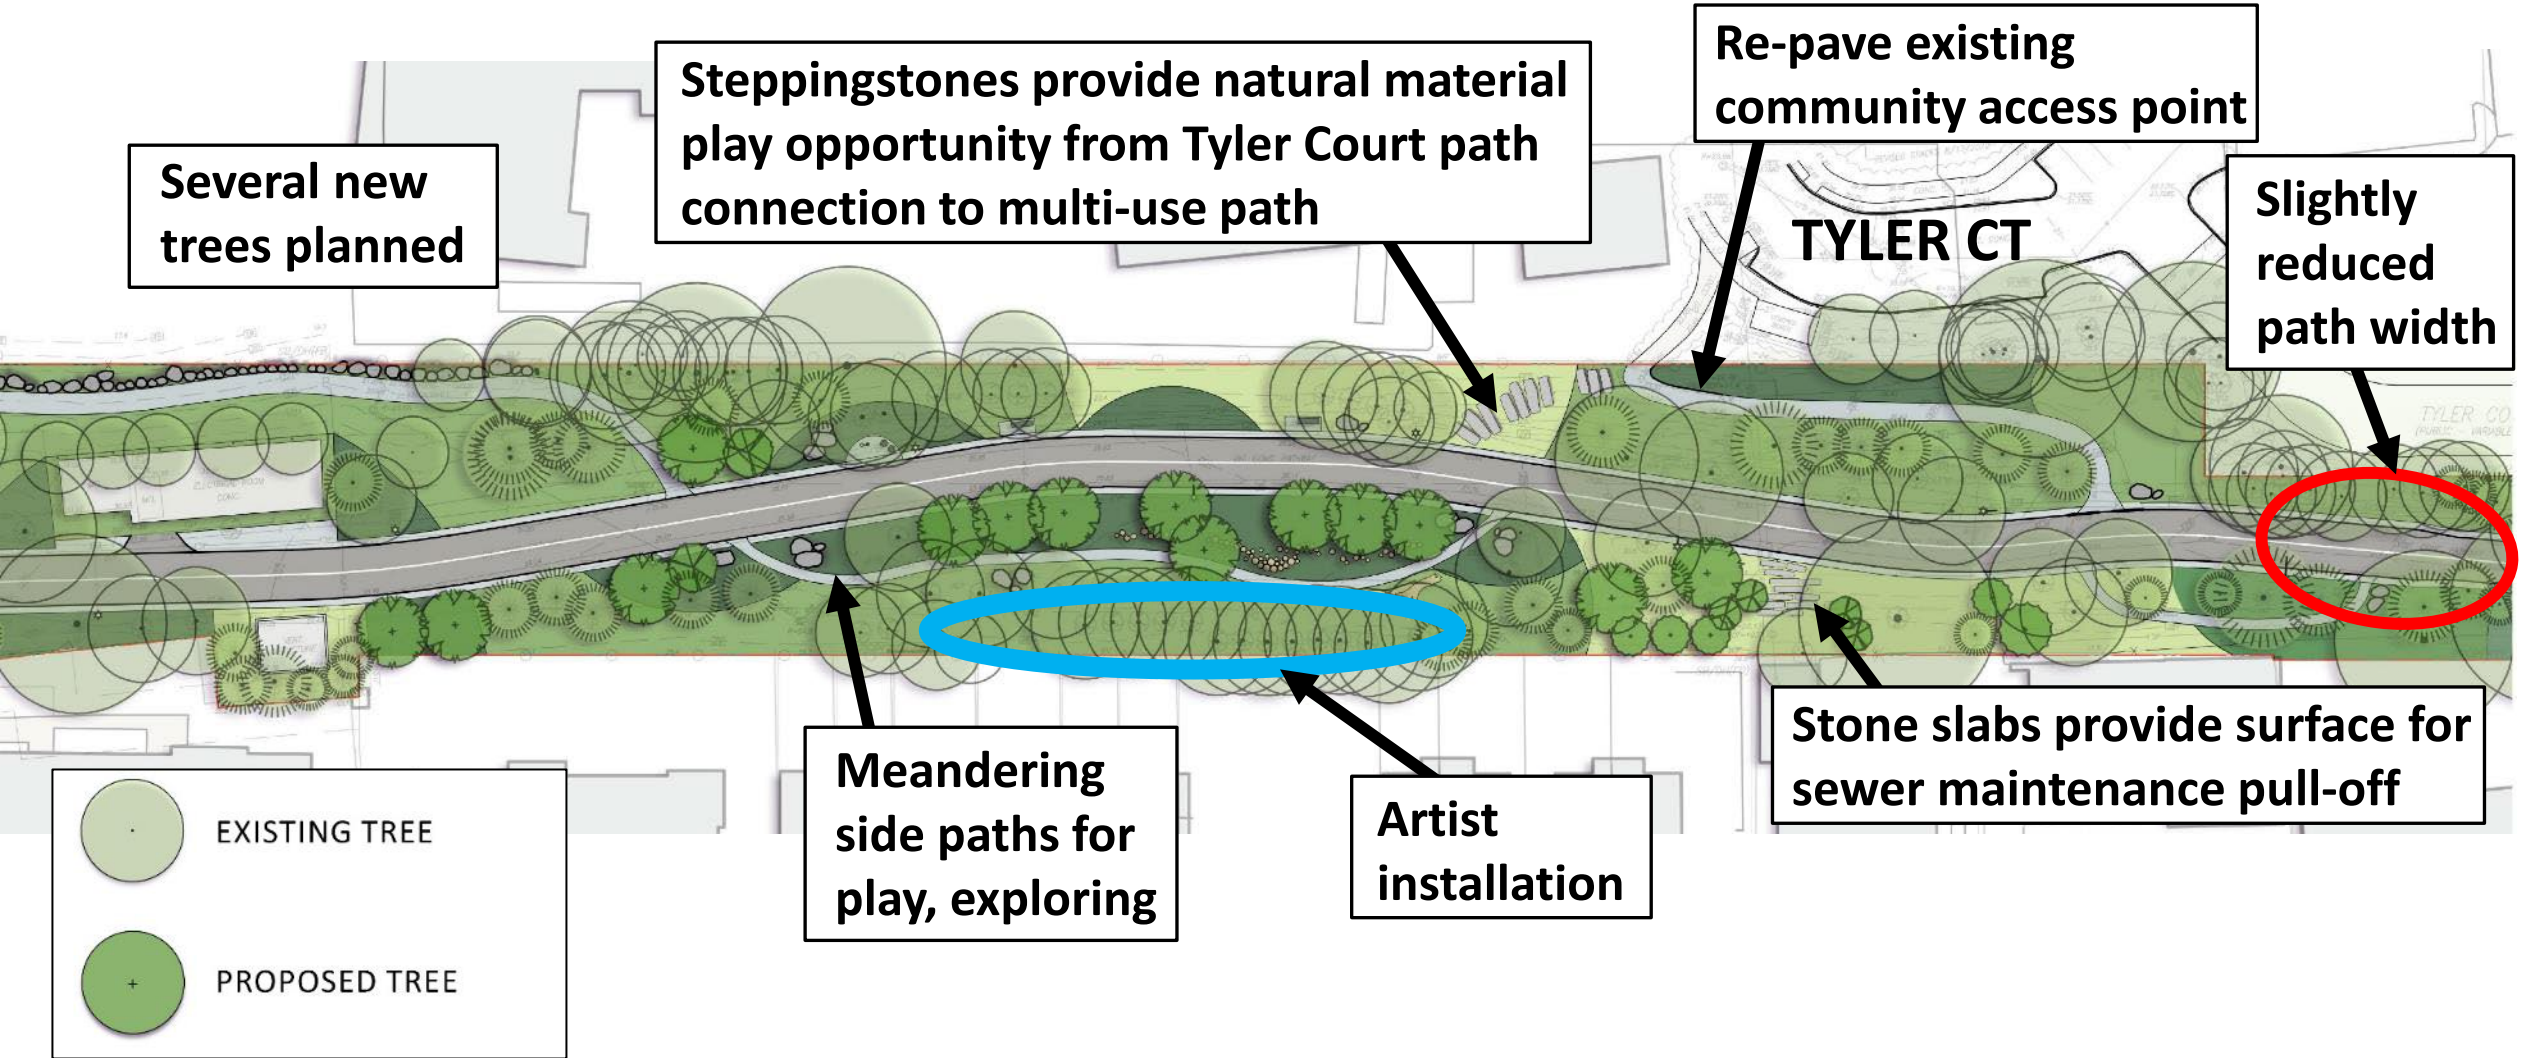 Re-pave existing
community access point
Steppingstones provide natural material
play opportunity from Tyler Court path
connection to multi-use path
Several new
trees planned
Slightly
reduced
path width
TYLER CT
TYLER CO
Stone slabs provide surface for
sewer maintenance pull-off
Meandering
side paths for
play, exploring
Artist
installation
EXISTING TREE
PROPOSED TREE